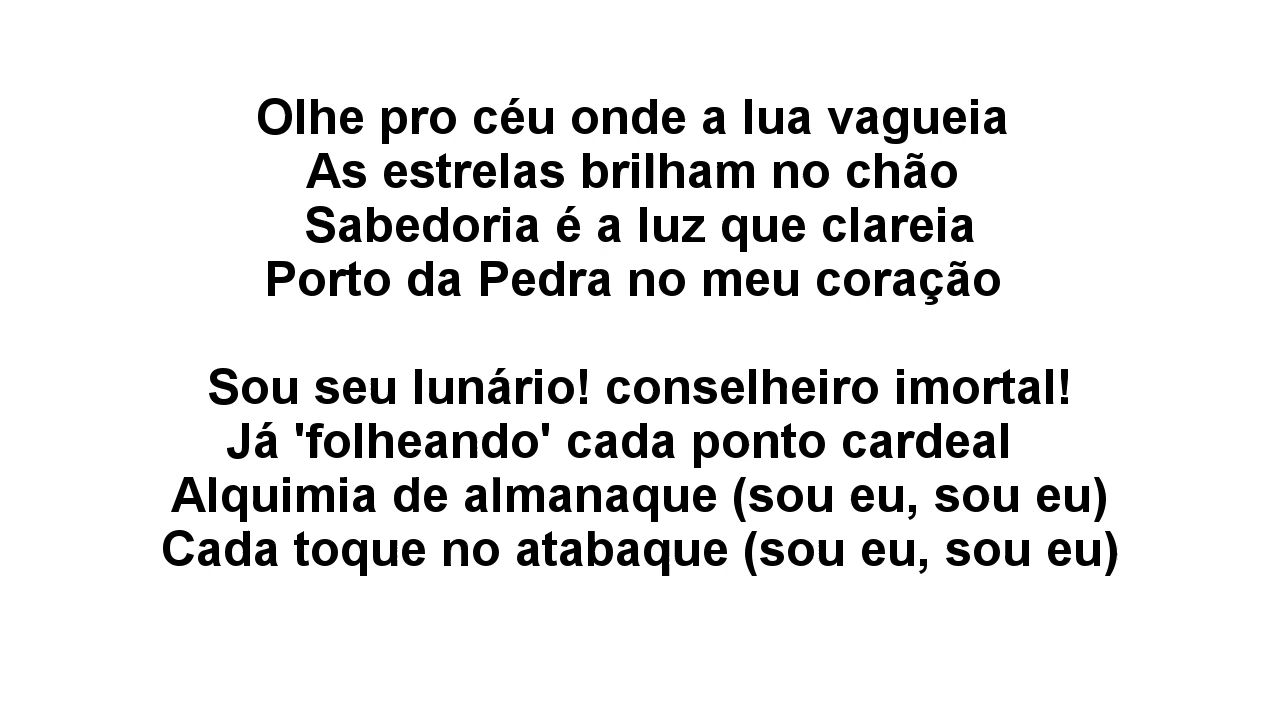 Olhe pro céu onde a lua vagueia
As estrelas brilham no chão
Sabedoria é a luz que clareia
Porto da Pedra no meu coração
Sou seu lunário! conselheiro imortal!
Já 'folheando' cada ponto cardeal
Alquimia de almanaque (sou eu, sou eu)
Cada toque no atabaque (sou eu, sou eu)